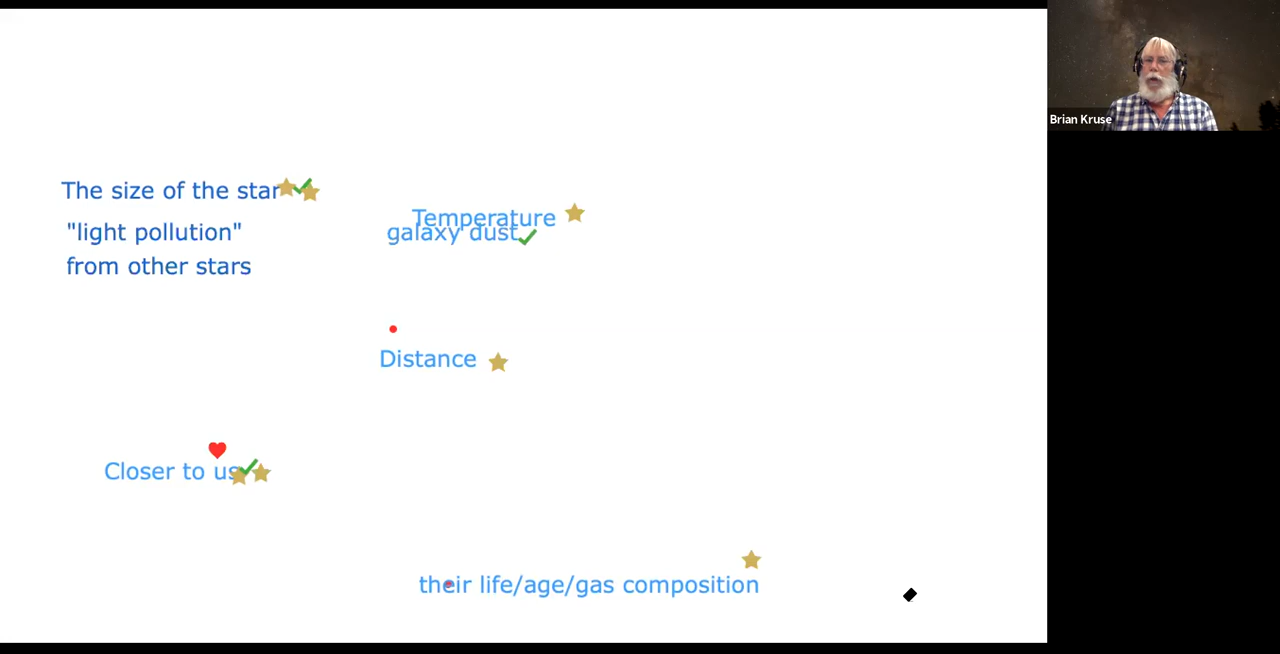 The size of the star
"light pollution"
from other stars
Temperature
galaxy dust
Distance
Closer to us
their life/age/gas composition
Brian Kruse